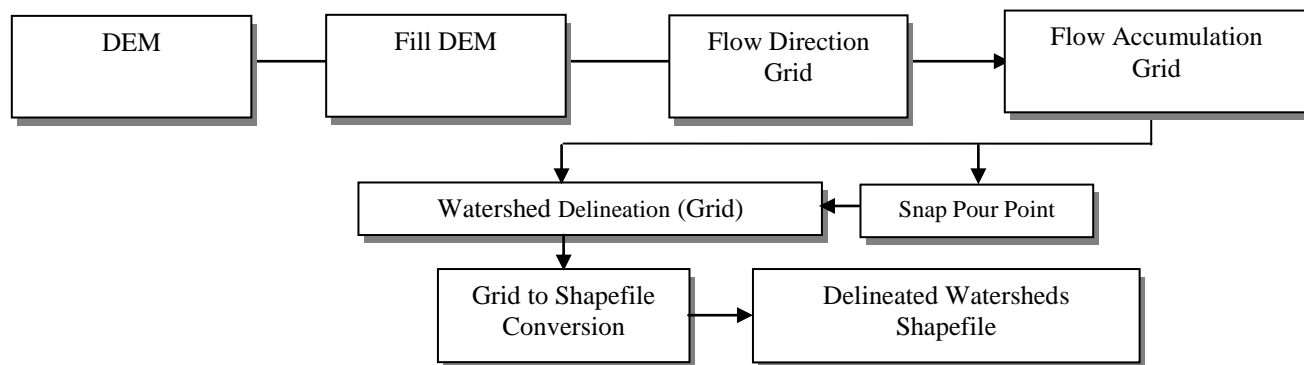 DEM
Fill DEM
Flow Direction
Grid
Flow Accumulation
Grid
Watershed Delineation (Grid)
Snap Pour Point
Grid to Shapefile
Conversion
Delineated Watersheds
Shapefile